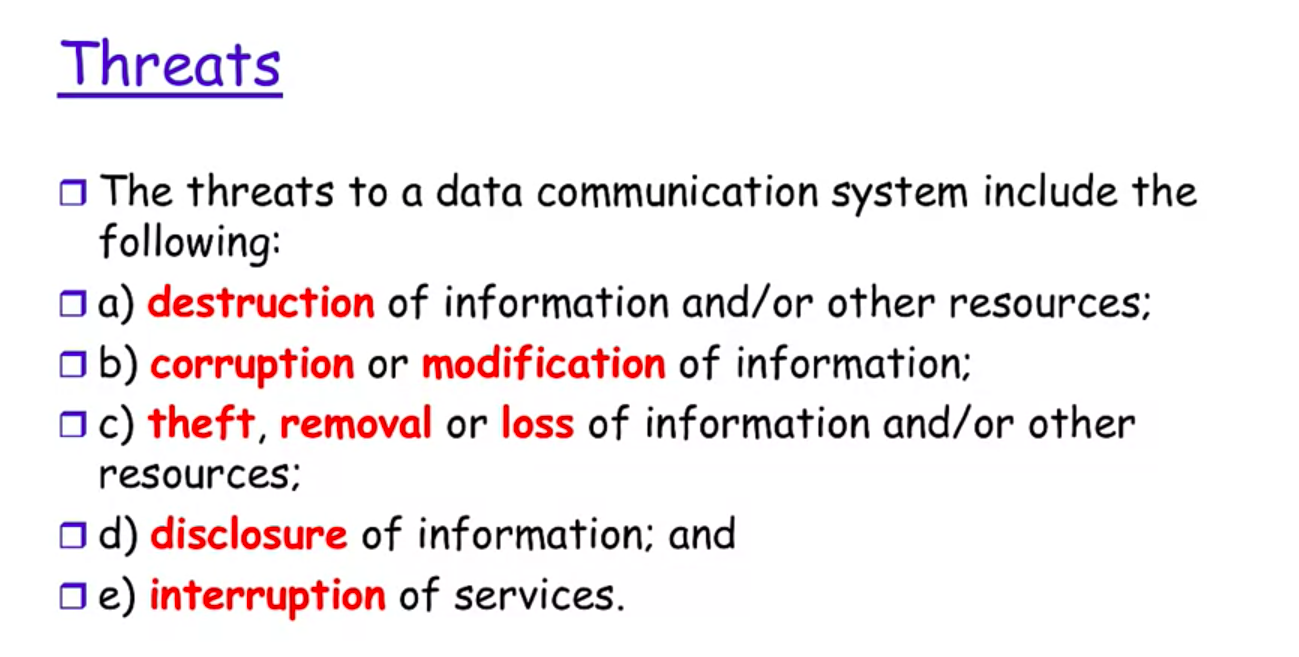 Threats
The threats to a data communication system include the
following:
a) destruction of information and/or other resources;
b) corruption or modification of information;
c) theft, removal or loss of information and/or other
resources;
d) disclosure of information; and
e) interruption of services.